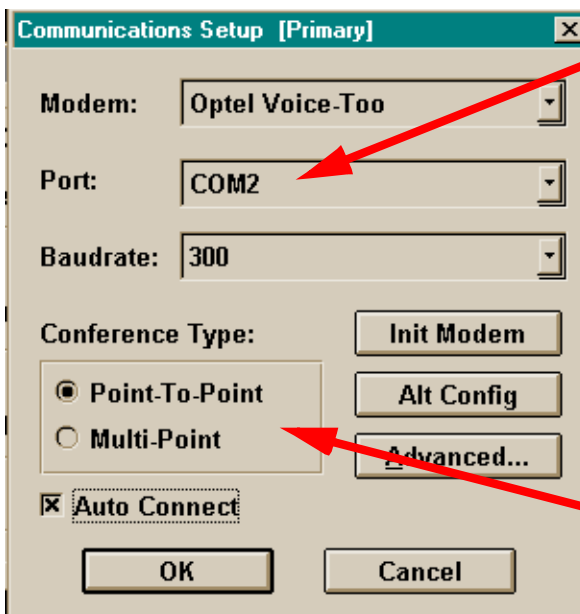 Communications Setup [Primary]
Modem: Optel Voice-Too
Port: COM2
Baudrate: 300
Conference Type:
Init Modem
Point-To-Point
Alt Config
Multi-Point
Advanced...
Auto Connect
OK Cancel